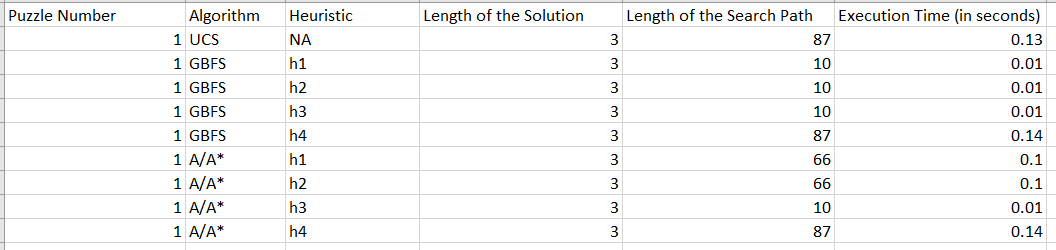 Puzzle Number Algorithm Heuristic Length of the Solution Length of the Search Path Execution Time (in seconds)
1 UCS NA 3 87 0.13
1 GBFS h1 3 10 0.01
1 GBFS h2 3 10 0.01
1 GBFS h3 3 10 0.01
1 GBFS h4 3 87 0.14
1 A/A* h1 3 66 0.1
1 A/A* h2 3 66 0.1
1 A/A* h3 3 10 0.01
1 A/A* h4 3 87 0.14